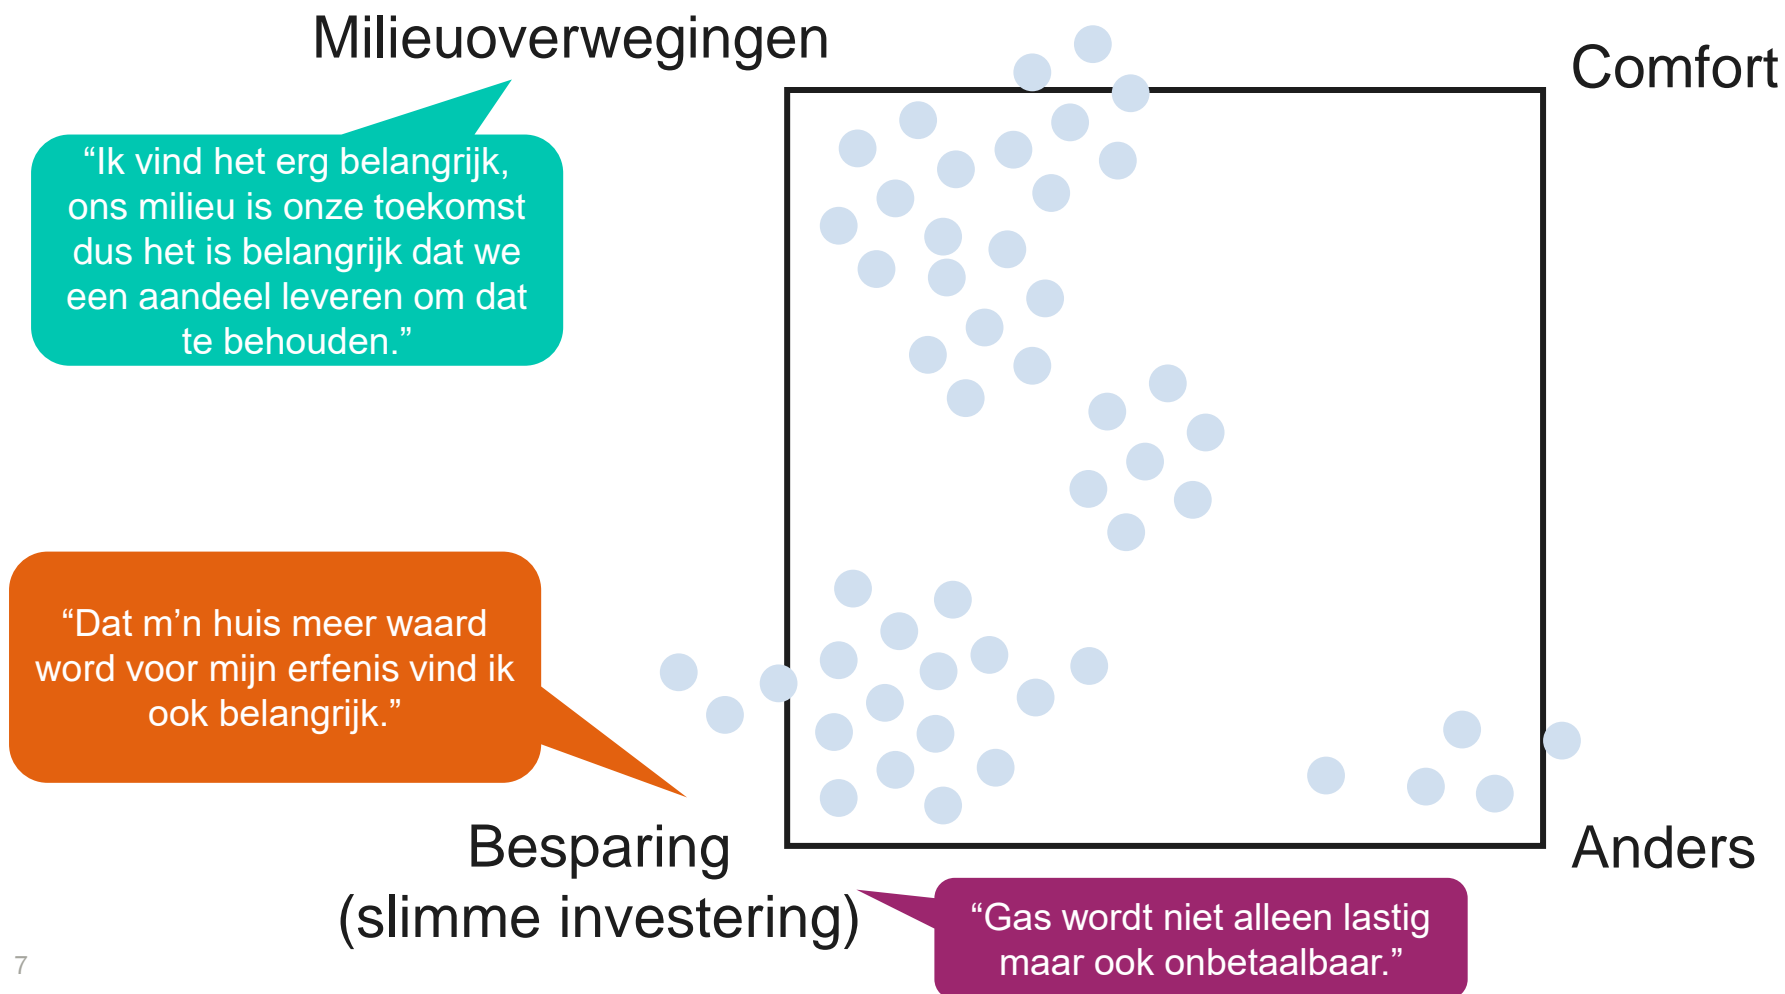 Milieuoverwegingen
Comfort
“Ik vind het erg belangrijk,
ons milieu is onze toekomst
dus het is belangrijk dat we
een aandeel leveren om dat
te behouden.”
“Dat m’n huis meer waard
word voor mijn erfenis vind ik
ook belangrijk.”
Besparing
(slimme investering)
Anders
“Gas wordt niet alleen lastig
maar ook onbetaalbaar.”
7